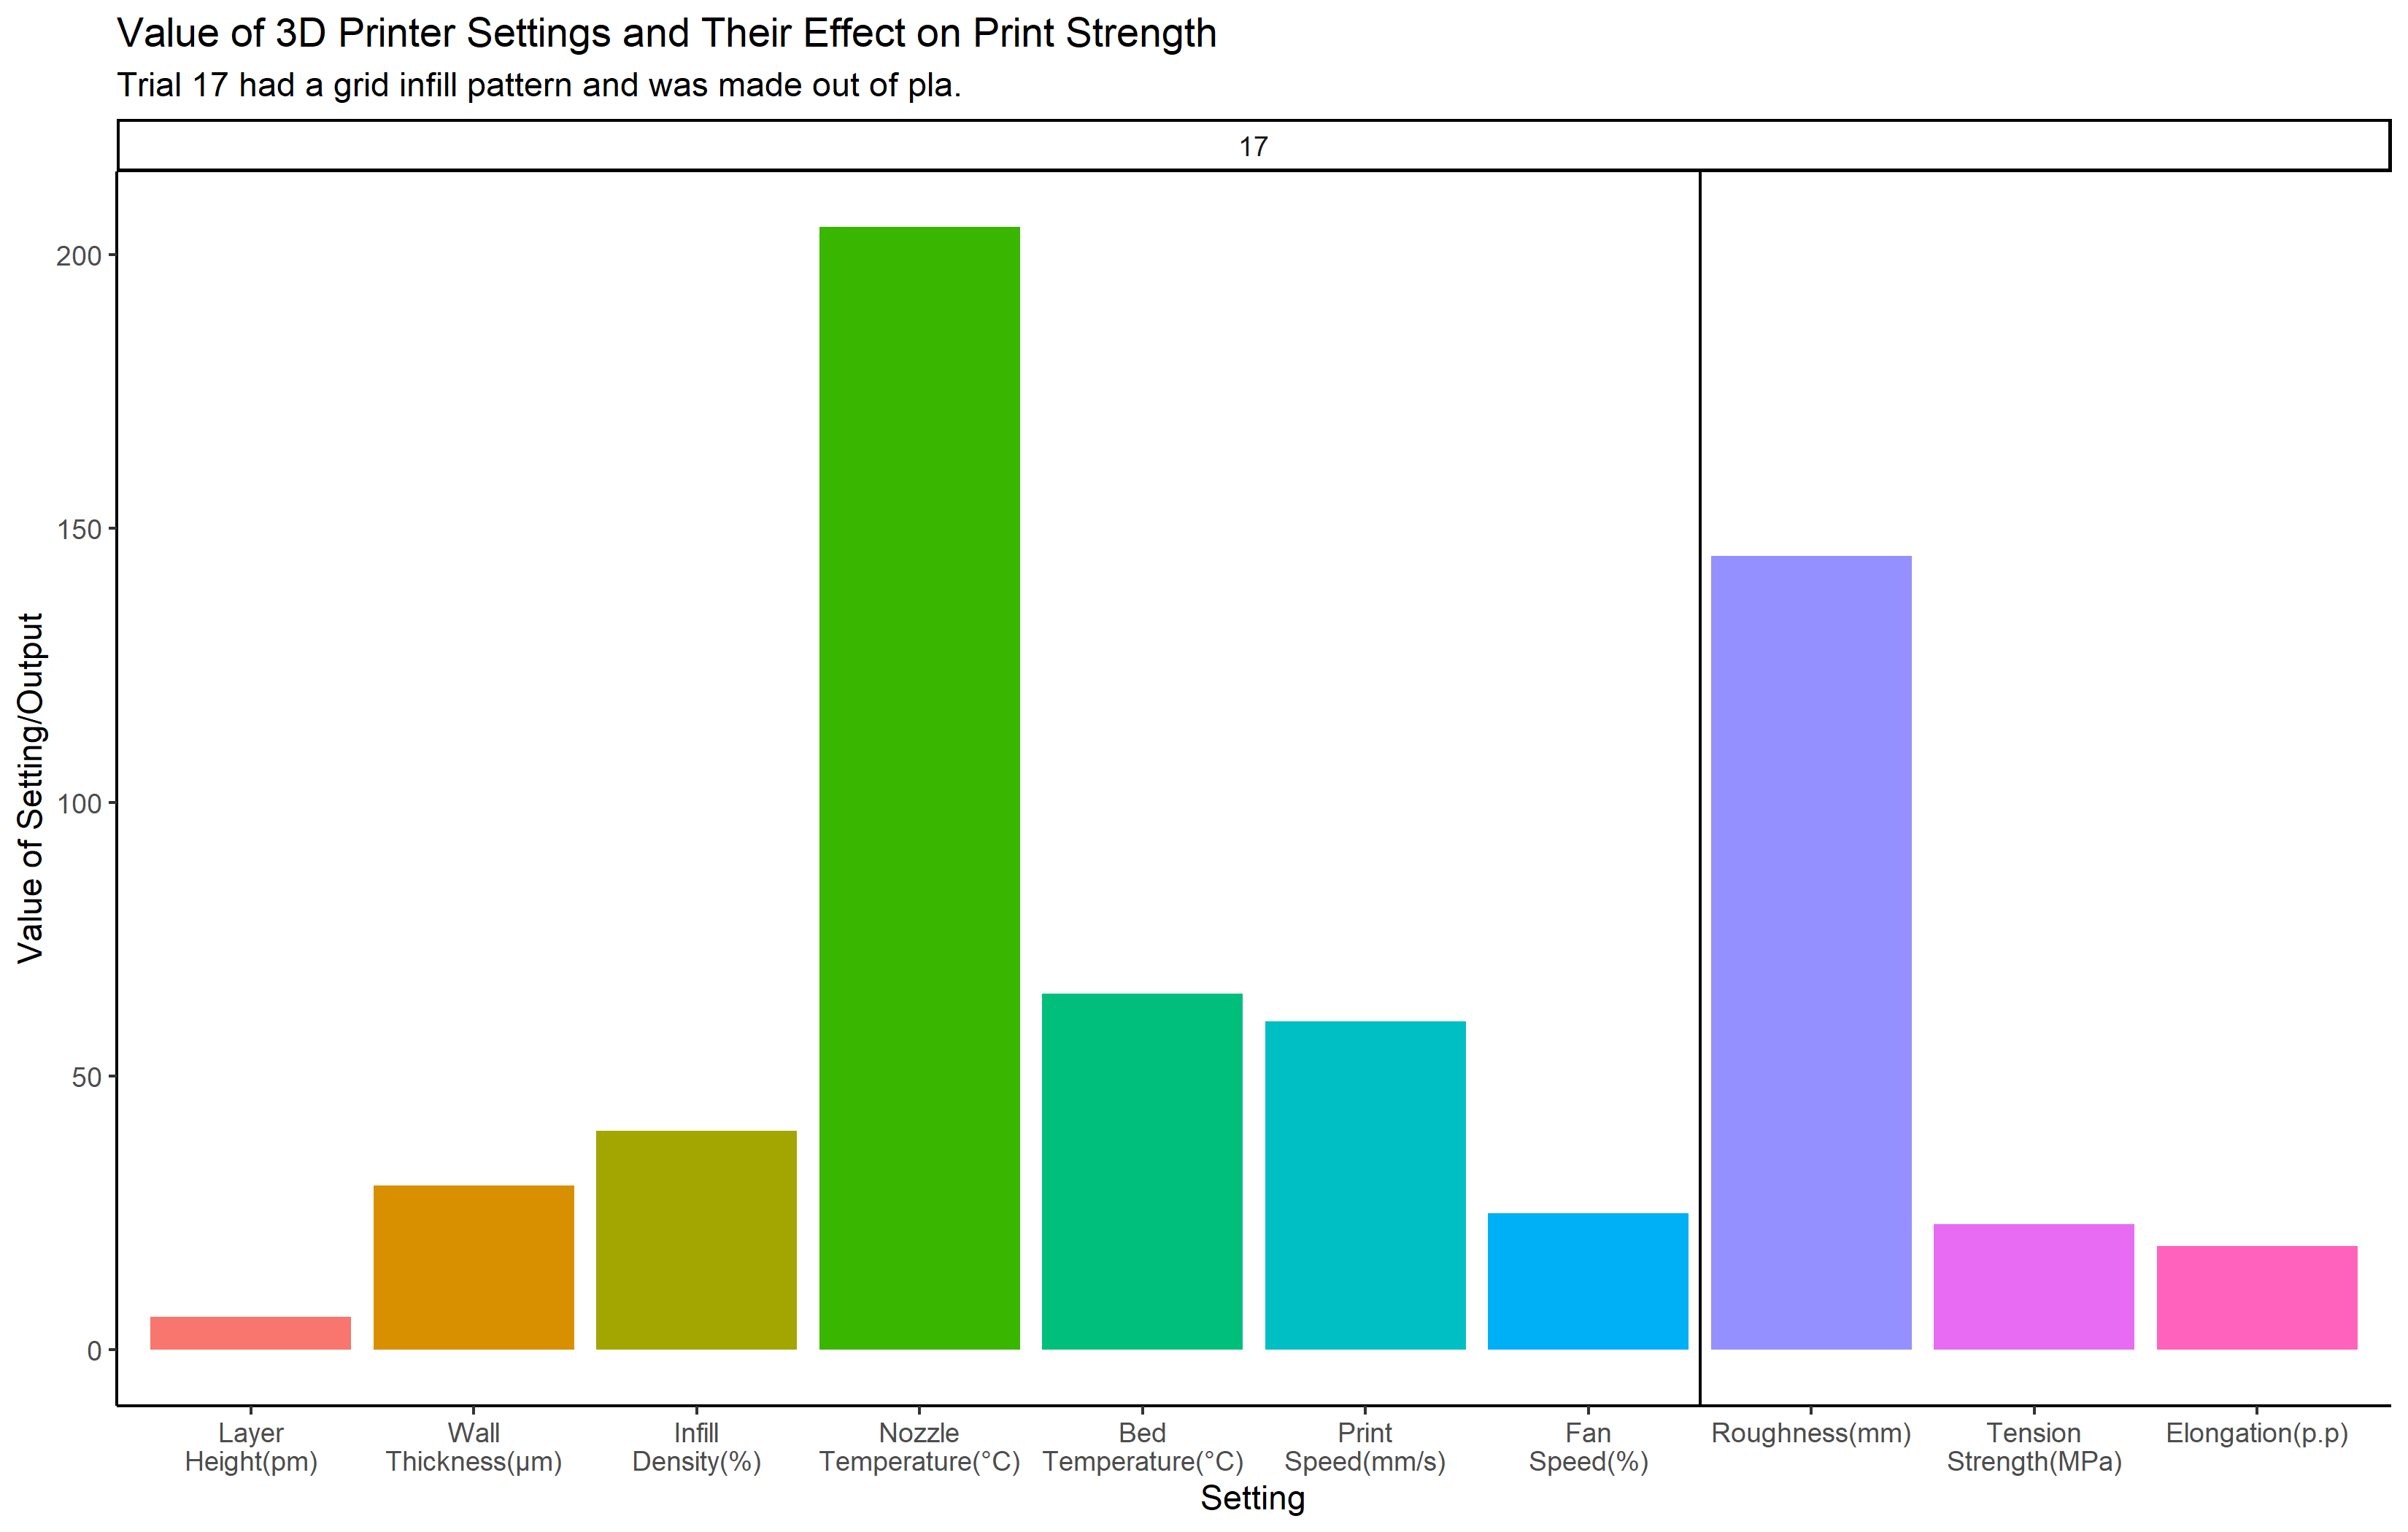 Value of 3D Printer Settings and Their Effect on Print Strength
Trial 17 had a grid infill pattern and was made out of pla.
17
Value of Setting/Output
200
150
100
50
0
Layer
Height(pm)
Wall
Thickness(µm)
Infill
Density(%)
Nozzle
Temperature(°C)
Bed
Temperature(°C)
Print
Speed(mm/s)
Fan
Speed(%)
Roughness(mm)
Tension
Strength(MPa)
Elongation(p.p)
Setting